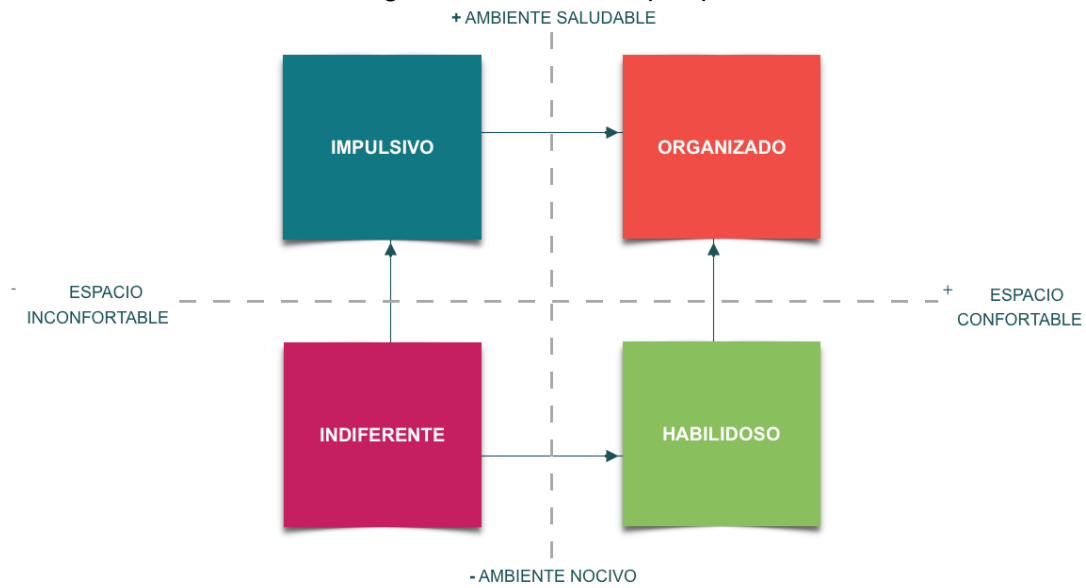 + AMBIENTE SALUDABLE
IMPULSIVO
ORGANIZADO
- ESPACIO
INCONFORTABLE
+ ESPACIO
CONFORTABLE
INDIFERENTE
HABILIDOSO
- AMBIENTE NOCIVO